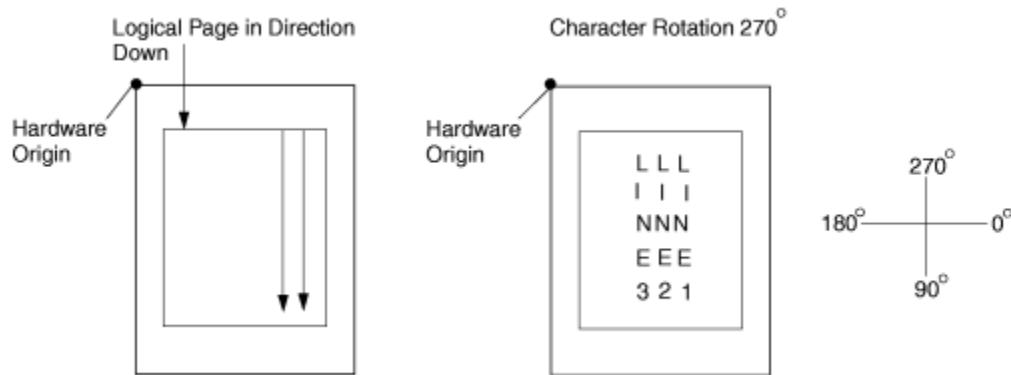 Logical Page in Direction
Down
Hardware
Origin
Character Rotation 270°
Hardware
Origin
L L L
I I I
N N N
E E E
3 2 1
270°
180°
0°
90°